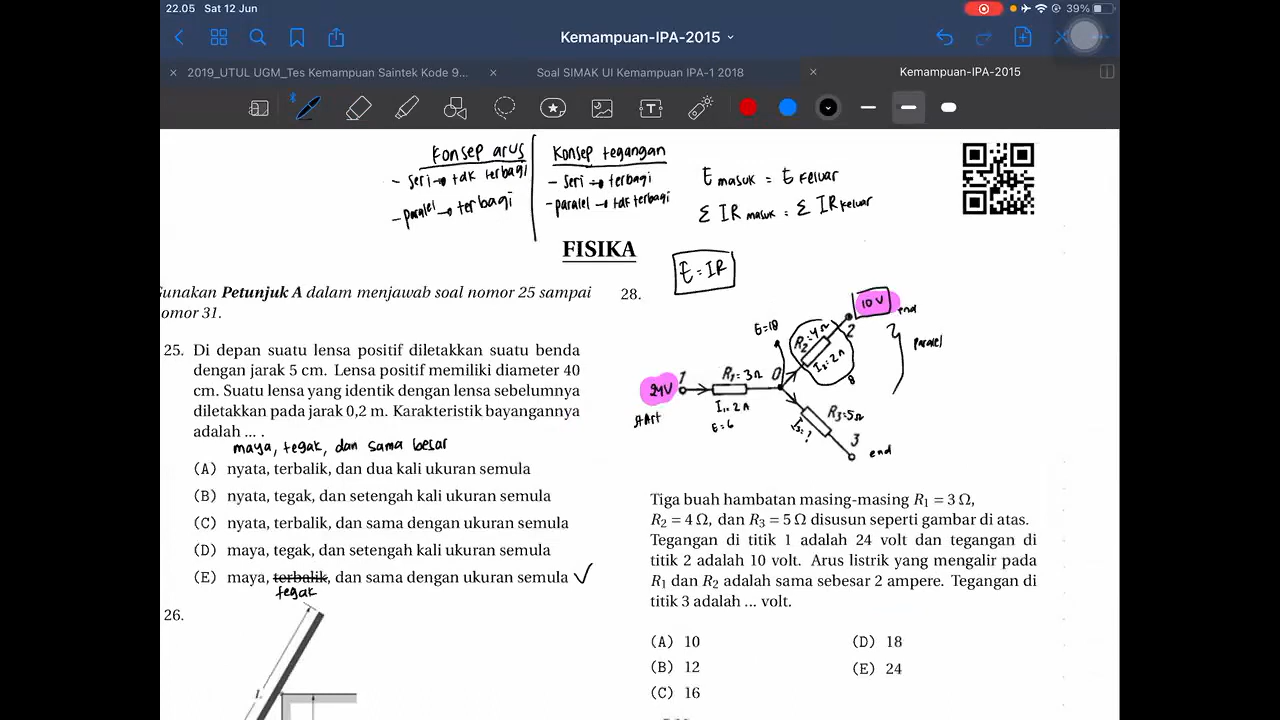 22.05 Sat 12 Jun
39%
Kemampuan-IPA-2015
2019_UTUL UGM_Tes Kemampuan Saintek Kode 9...
Soal SIMAK UI Kemampuan IPA-1 2018
Kemampuan-IPA-2015
Konsep arus
- seri → tdk terbagi
- paralel → terbagi
Konsep tegangan
- seri → terbagi
- paralel → tdk terbagi
E masuk = E keluar
Σ IR masuk = Σ IR keluar
FISIKA
E = IR
Gunakan Petunjuk A dalam menjawab soal nomor 25 sampai
omor 31.
25. Di depan suatu lensa positif diletakkan suatu benda
dengan jarak 5 cm. Lensa positif memiliki diameter 40
cm. Suatu lensa yang identik dengan lensa sebelumnya
diletakkan pada jarak 0,2 m. Karakteristik bayangannya
adalah ... .
maya, tegak, dan sama besar
(A) nyata, terbalik, dan dua kali ukuran semula
(B) nyata, tegak, dan setengah kali ukuran semula
(C) nyata, terbalik, dan sama dengan ukuran semula
(D) maya, tegak, dan setengah kali ukuran semula
(E) maya, terbalik, dan sama dengan ukuran semula ✓
tegak
26.
L
28.
10 V
end
E=18
R2=4Ω
2
paralel
I2=2A
8
24V
1
R1=3Ω
0
start
I1=2A
E=6
R3=5Ω
3
end
Tiga buah hambatan masing-masing R1 = 3 Ω,
R2 = 4 Ω, dan R3 = 5 Ω disusun seperti gambar di atas.
Tegangan di titik 1 adalah 24 volt dan tegangan di
titik 2 adalah 10 volt. Arus listrik yang mengalir pada
R1 dan R2 adalah sama sebesar 2 ampere. Tegangan di
titik 3 adalah ... volt.
(A) 10
(B) 12
(C) 16
(D) 18
(E) 24